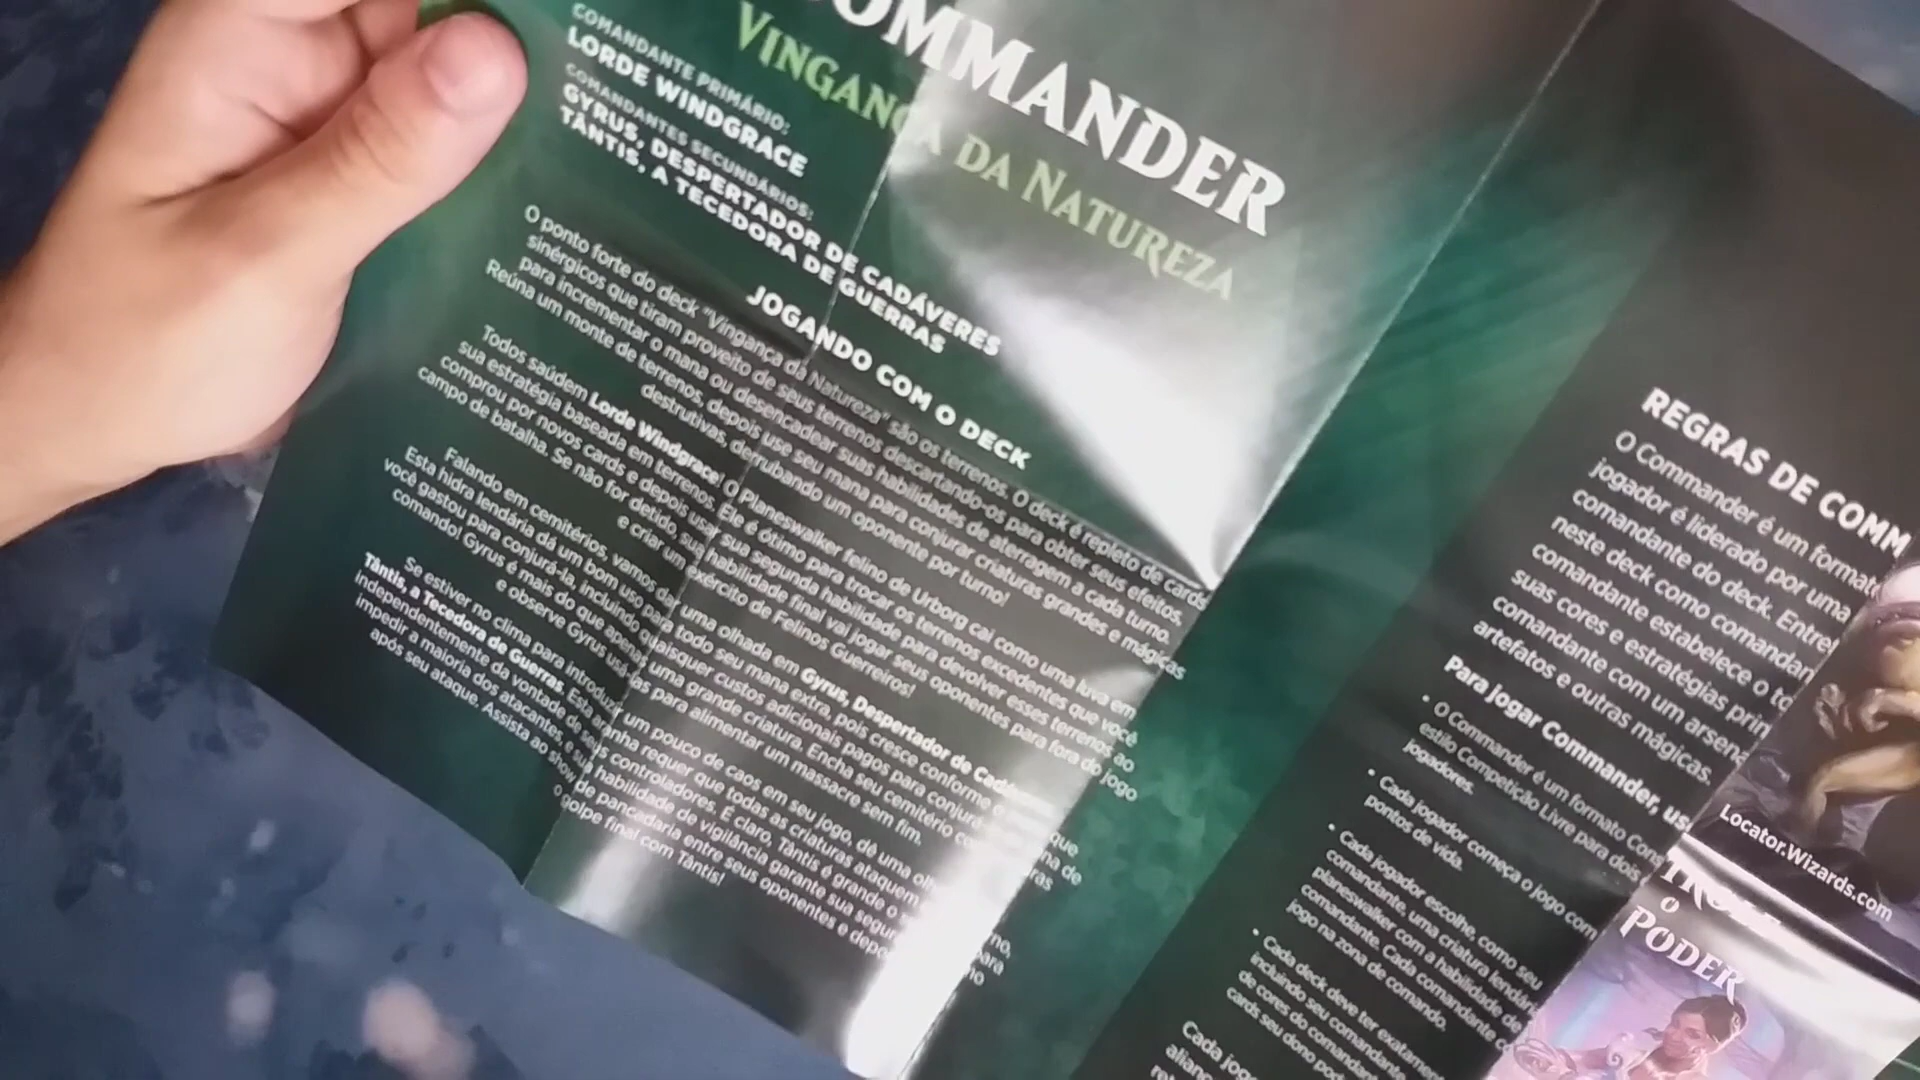 COMMANDER
VINGANÇA DA NATUREZA
COMANDANTE PRIMÁRIO:
LORDE WINDGRACE
COMANDANTES SECUNDÁRIOS:
GYRUS, DESPERTADOR DE CADÁVERES
TÂNTIS, A TECEDORA DE GUERRAS
JOGANDO COM O DECK
O ponto forte do deck "Vingança da Natureza" são os terrenos. O deck é repleto de cards
sinérgicos que tiram proveito de seus terrenos descartando-os para obter seus efeitos,
para incrementar o mana ou desencadear suas habilidades de aterragem a cada turno.
Reúna um monte de terrenos, depois use seu mana para conjurar criaturas grandes e mágicas
destrutivas, derrubando um oponente por turno!
Todos saúdem Lorde Windgrace! O Planeswalker felino de Urborg cai como uma luva em
sua estratégia baseada em terrenos. Ele é ótimo para trocar os terrenos excedentes que você
comprou por novos cards e depois usar sua segunda habilidade para devolver esses terrenos ao
campo de batalha. Se não for detido, sua habilidade final vai jogar seus oponentes para fora do jogo
e criar um exército de Felinos Guerreiros!
Falando em cemitérios, vamos dar uma olhada em Gyrus, Despertador de
Esta hidra lendária dá um bom uso para todo seu mana extra, pois cresce conforme o que
você gastou para conjurá-la, incluindo quaisquer custos adicionais pagos para de
comando! Gyrus é mais do que apenas uma grande criatura. Encha seu cemitério
e observe Gyrus usá-las para alimentar um massacre sem fim.
Se estiver no clima para introduzir um pouco de caos em seu jogo, dê uma
Tântis, a Tecedora de Guerras. Esta aranha requer que todas as criaturas ataquem
independentemente da vontade de seus controladores. E claro, Tântis é grande o
impedir a maioria dos atacantes e sua habilidade de vigilância garante sua
após seu ataque. Assista ao show de pancadaria entre seus oponentes e
o golpe final com Tântis!
REGRAS DE COMM
O Commander é um formato
jogador é liderado por uma
comandante do deck. Entre
neste deck como comandan
comandante estabelece o
suas cores e estratégias
comandante com um
artefatos e outras mágicas.
Para jogar Commander, us
• O Commander é um formato Cons
estilo Competição Livre para dois
jogadores.
• Cada jogador começa o jogo com
pontos de vida.
• Cada jogador escolhe, como seu
comandante, uma criatura
planeswalker com a habilidade de
comandante. Cada comandante
jogo na zona de comando.
• Cada deck deve ter exatamen
incluindo seu comandante.
de cores do comandant
cards seu dono pod
Cada jog
Locator.Wizards.com
O
PODER